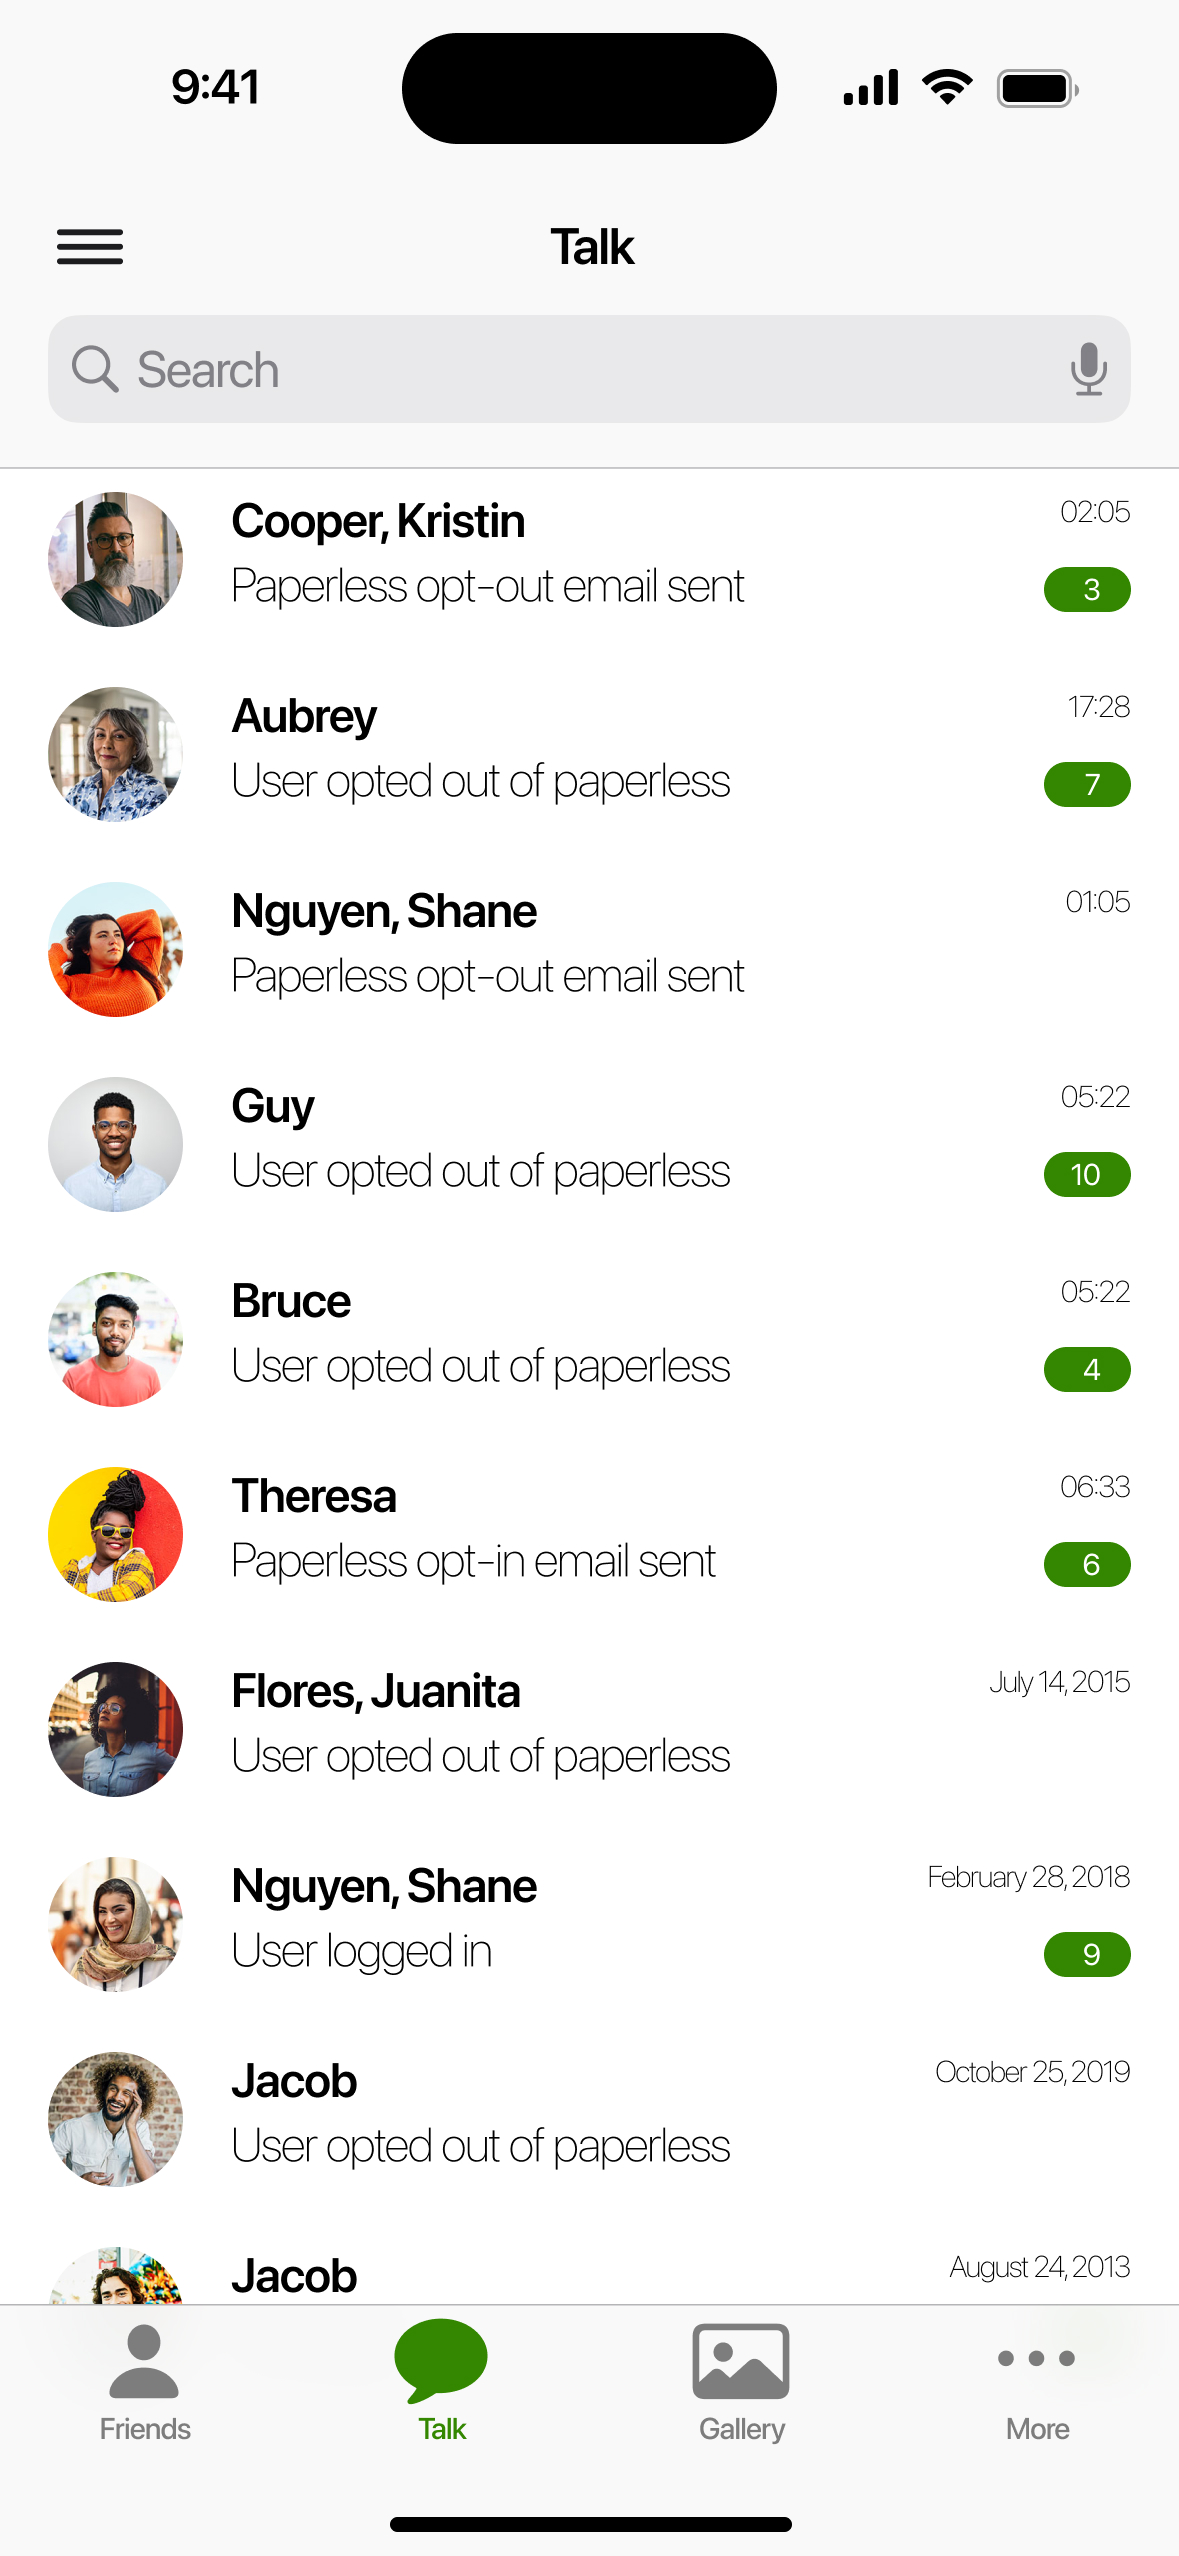 9:41
Talk
Search
Cooper, Kristin
02:05
Paperless opt-out email sent
3
Aubrey
17:28
User opted out of paperless
7
Nguyen, Shane
01:05
Paperless opt-out email sent
Guy
05:22
User opted out of paperless
10
Bruce
05:22
User opted out of paperless
4
Theresa
06:33
Paperless opt-in email sent
6
Flores, Juanita
July 14, 2015
User opted out of paperless
Nguyen, Shane
February 28, 2018
User logged in
9
Jacob
October 25, 2019
User opted out of paperless
Jacob
August 24, 2013
Friends
Talk
Gallery
More